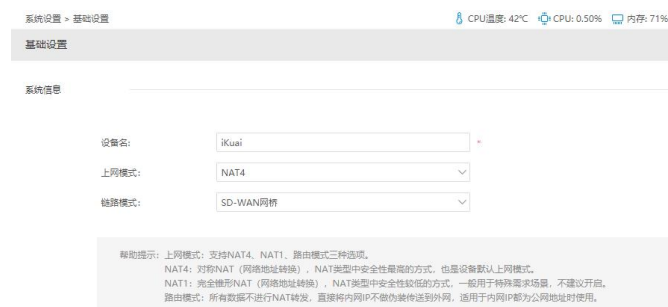 系统设置 > 基础设置 CPU温度: 42℃ CPU: 0.50% 内存: 71%
基础设置
系统信息
设备名: iKuai *
上网模式: NAT4
链路模式: SD-WAN网桥
帮助提示: 上网模式: 支持NAT4、NAT1、路由模式三种选项。
NAT4: 对称NAT（网络地址转换），NAT类型中安全性最高的方式，也是设备默认上网模式。
NAT1: 完全锥形NAT（网络地址转换），NAT类型中安全性较低的方式，一般用于特殊需求场景，不建议开启。
路由模式: 所有数据不进行NAT转发，直接将内网IP不做伪装传送到外网，适用于内网IP都为公网地址时使用。